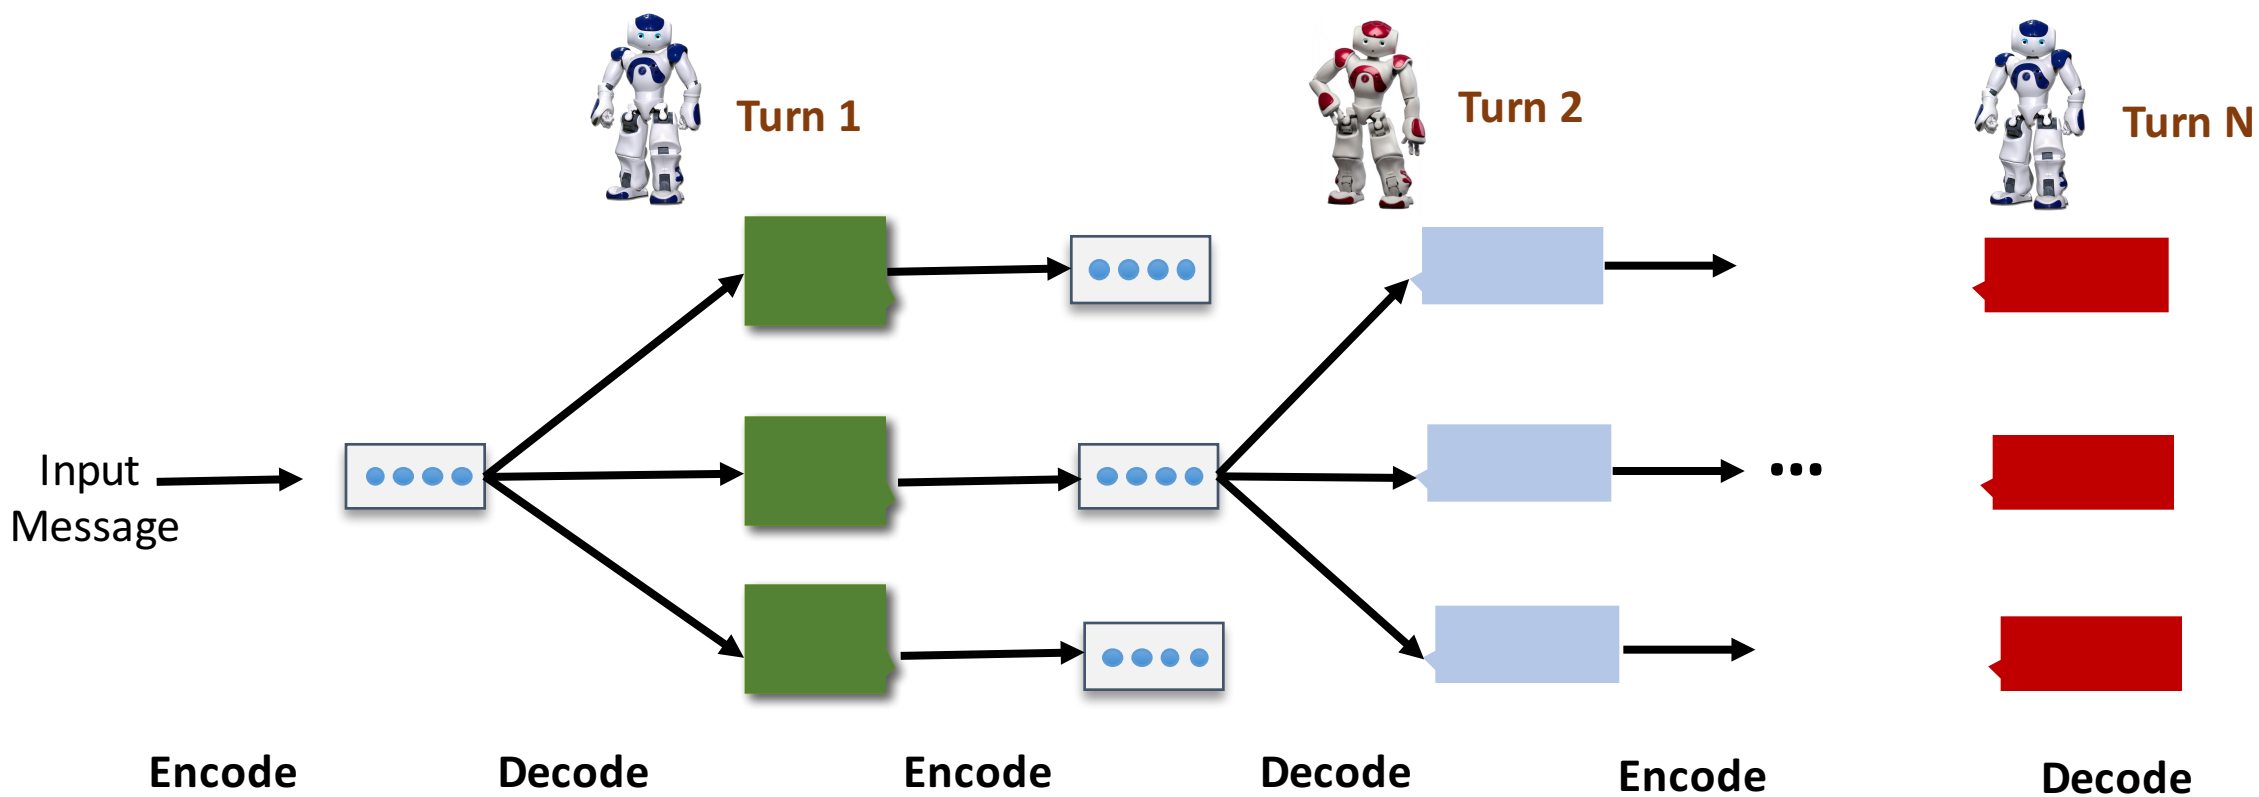 Turn 1
Turn 2
Turn N
Input
Message
...
Encode
Decode
Encode
Decode
Encode
Decode